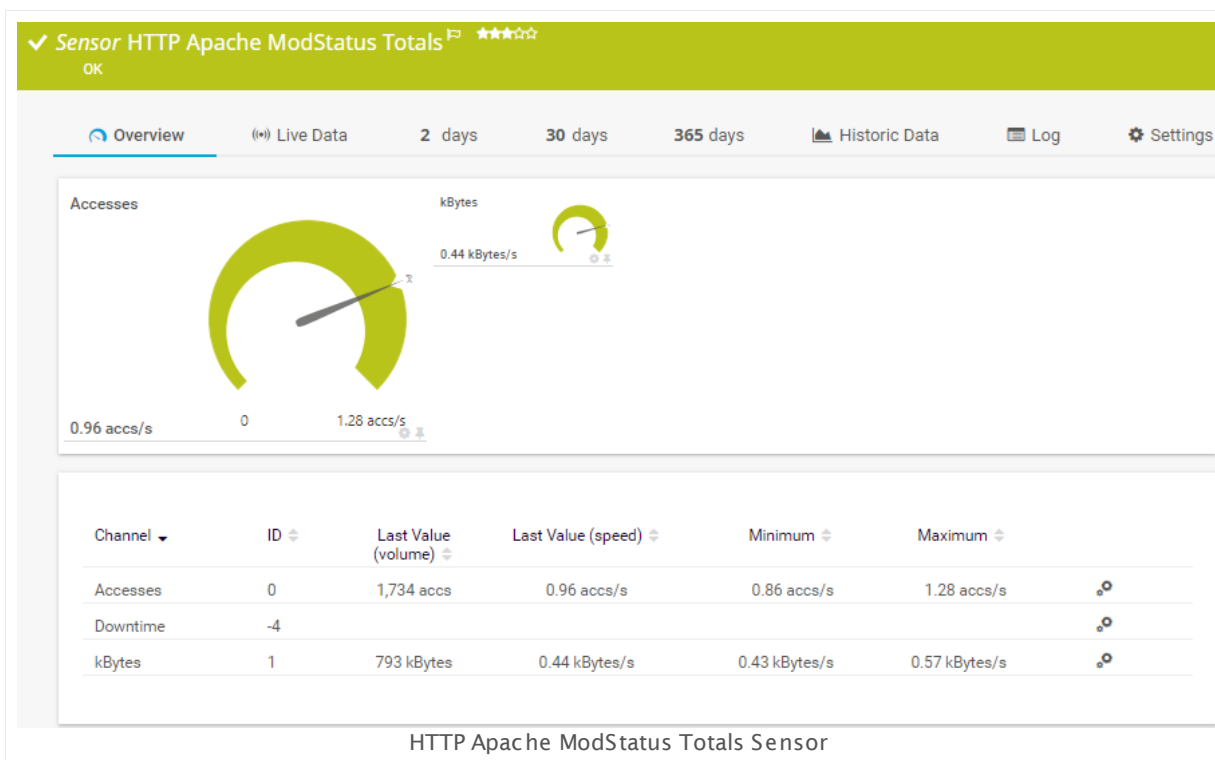 Sensor HTTP Apache ModStatus Totals
OK
Overview Live Data 2 days 30 days 365 days Historic Data Log Settings
Accesses
0.96 accs/s
0 1.28 accs/s
kBytes
0.44 kBytes/s
Channel ID Last Value (volume) Last Value (speed) Minimum Maximum
Accesses 0 1,734 accs 0.96 accs/s 0.86 accs/s 1.28 accs/s
Downtime -4
kBytes 1 793 kBytes 0.44 kBytes/s 0.43 kBytes/s 0.57 kBytes/s
HTTP Apache ModStatus Totals Sensor